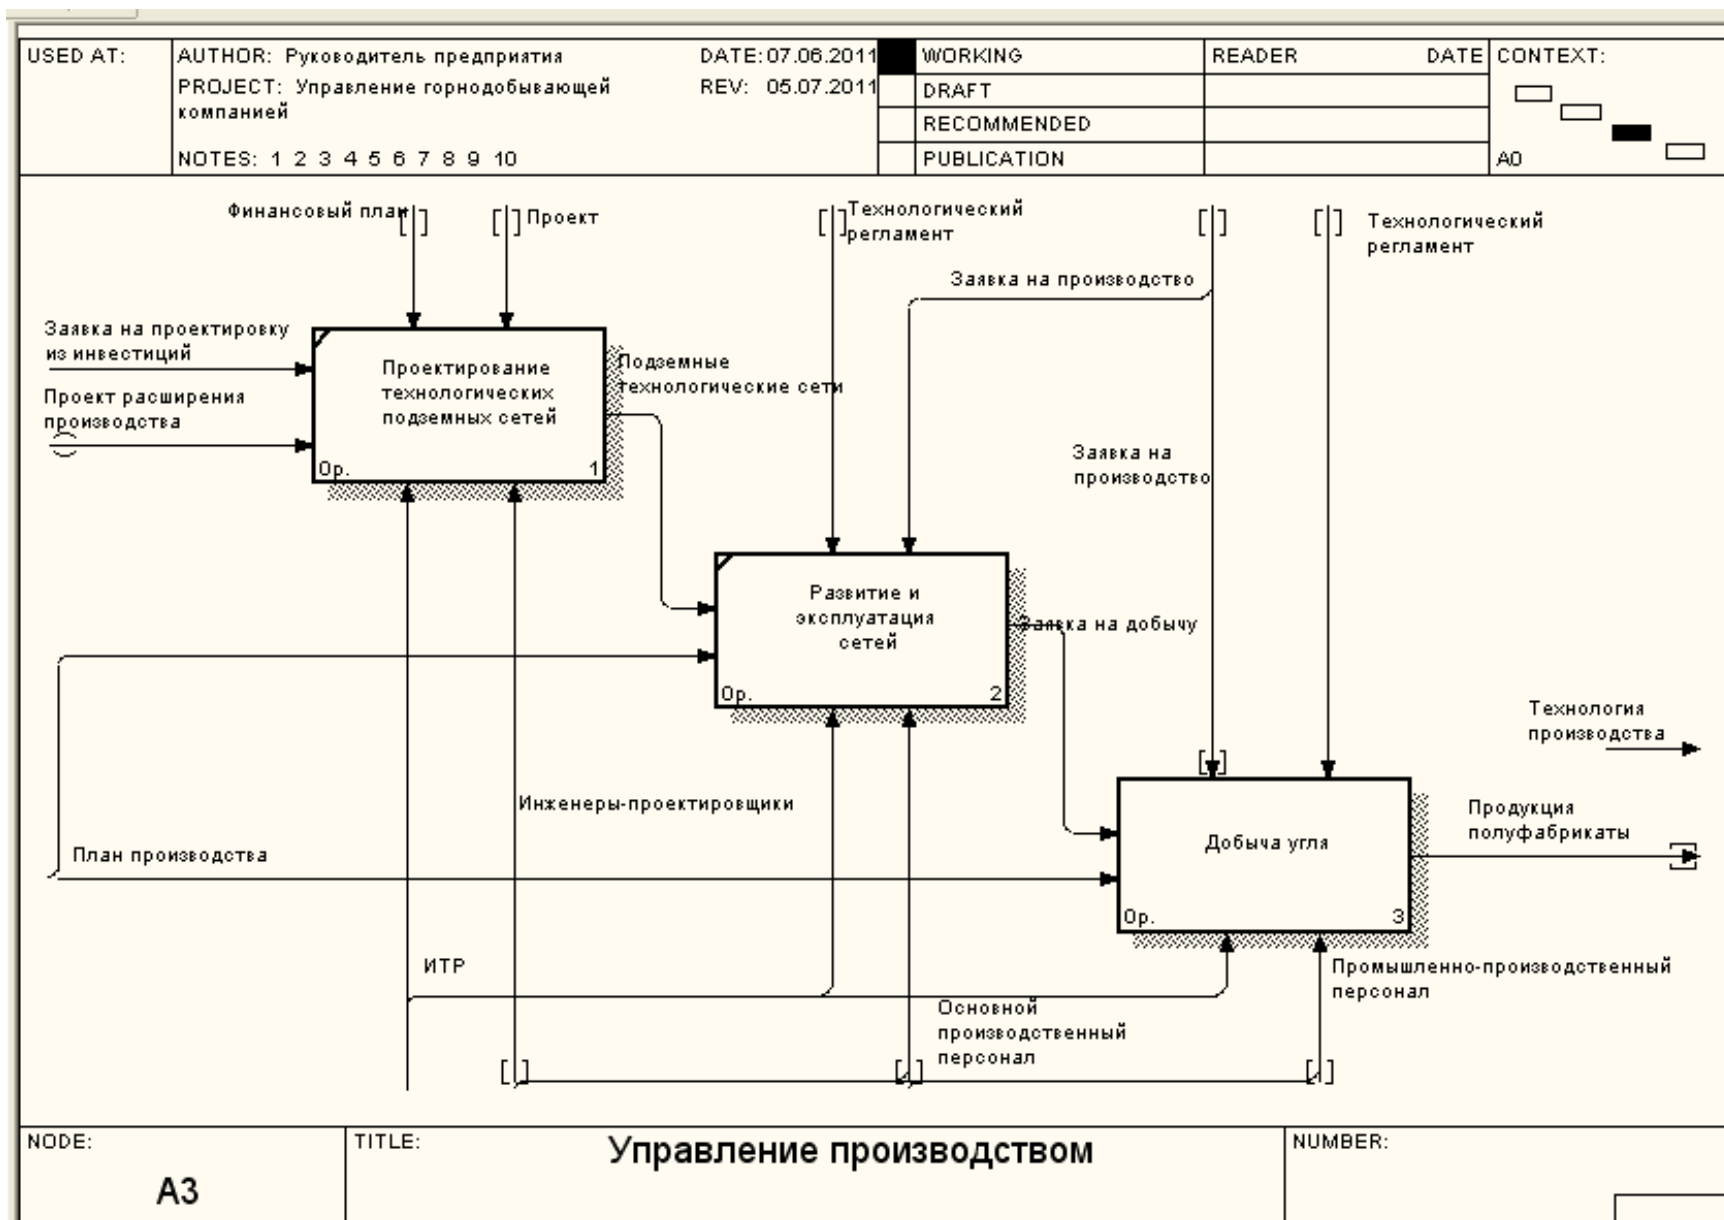 USED AT:
AUTHOR: Руководитель предприятия
DATE: 07.06.2011
PROJECT: Управление горнодобывающей
компанией
REV: 05.07.2011
NOTES: 1 2 3 4 5 6 7 8 9 10
WORKING
DRAFT
RECOMMENDED
PUBLICATION
READER
DATE
CONTEXT:
A0
Финансовый план
Проект
Технологический
регламент
Заявка на производство
Технологический
регламент
Заявка на проектировку
из инвестиций
Проект расширения
производства
Проектирование
технологических
подземных сетей
0р.
1
Подземные
технологические сети
Заявка на
производство
Развитие и
эксплуатация
сетей
0р.
2
Заявка на добычу
Технология
производства
Инженеры-проектировщики
План производства
Добыча угля
0р.
3
Продукция
полуфабрикаты
ИТР
Основной
производственный
персонал
Промышленно-производственный
персонал
NODE:
A3
TITLE:
Управление производством
NUMBER: